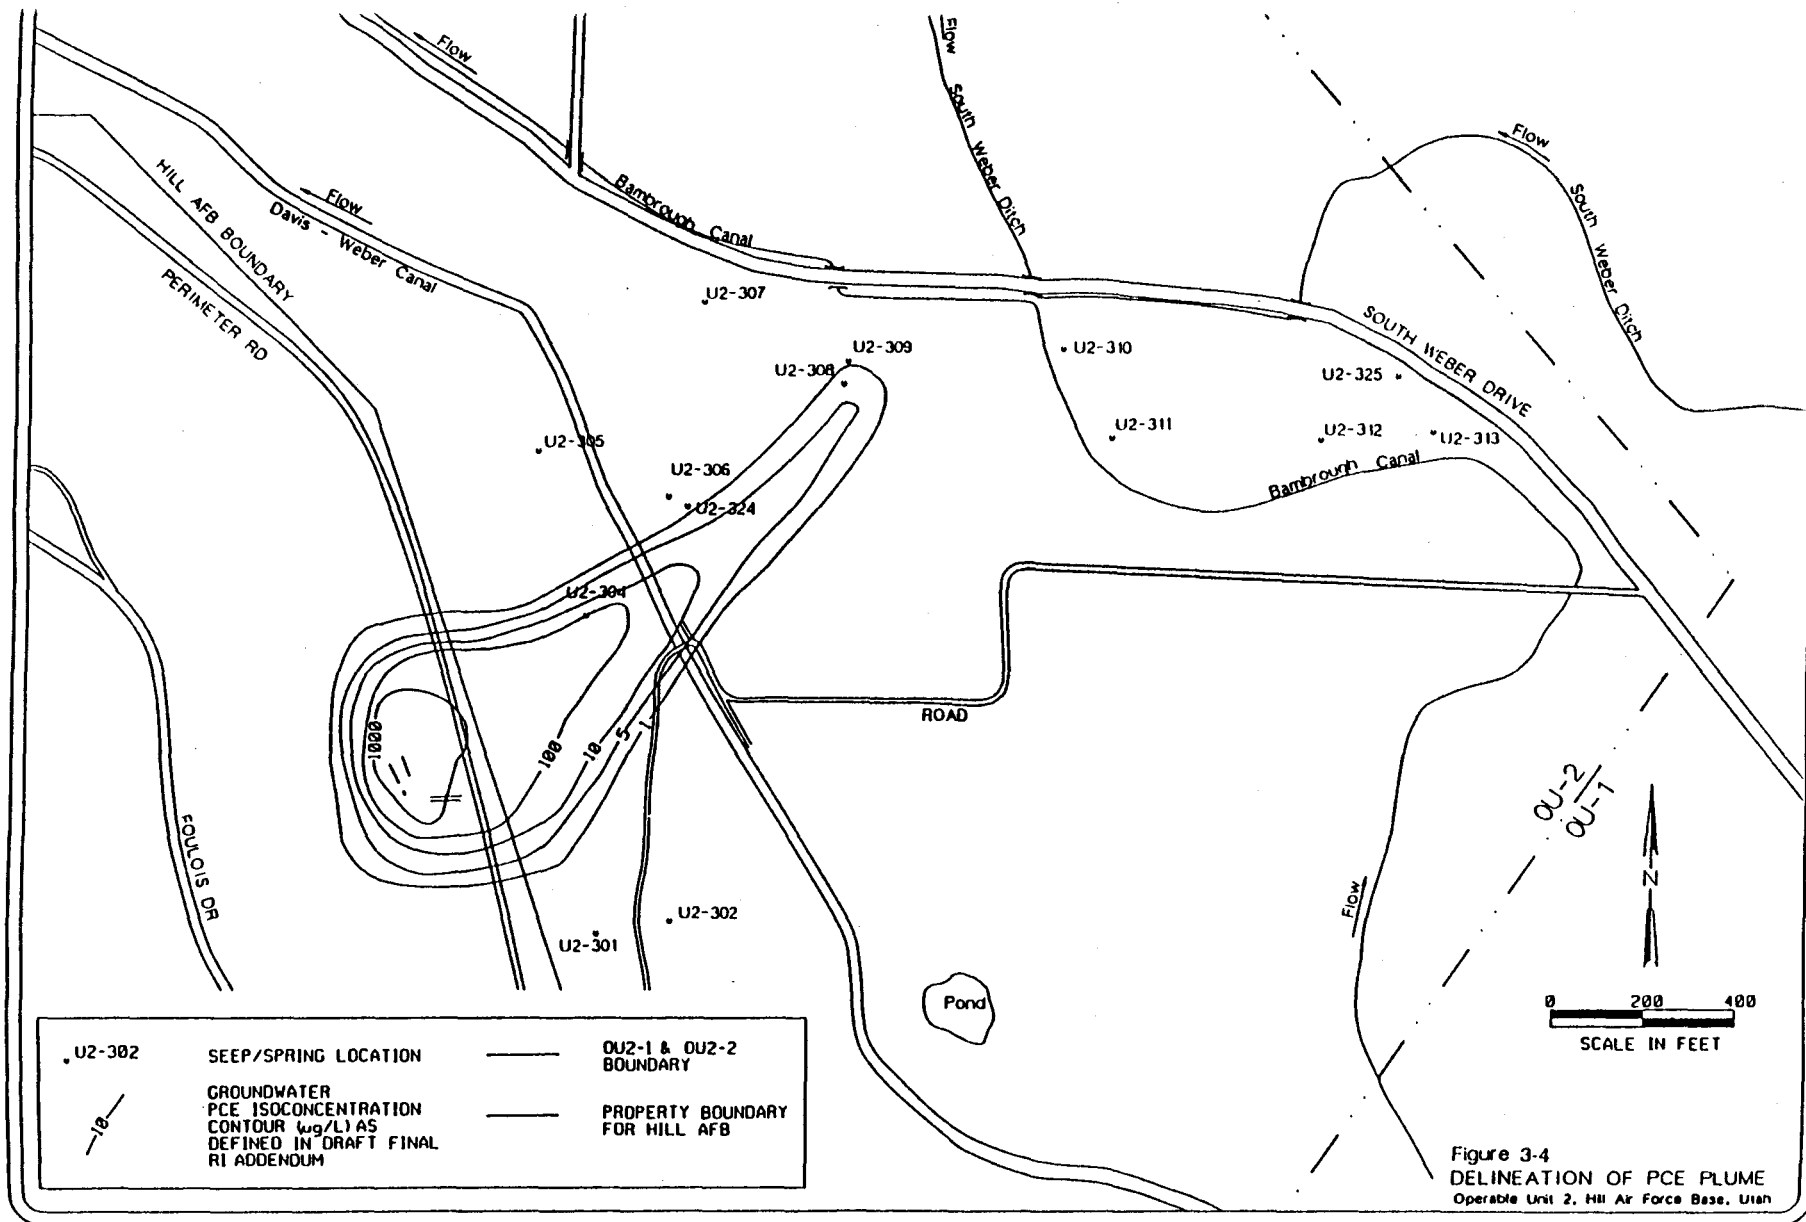 Flow
Flow
South Weber Ditch
Flow
South Weber Ditch
HILL AFB BOUNDARY
Flow
Davis - Weber Canal
Bambrough Canal
PERIMETER RD
U2-307
U2-309
U2-308
U2-310
SOUTH WEBER DRIVE
U2-325
U2-305
U2-311
U2-312
U2-313
U2-306
Bambrough Canal
U2-324
U2-304
ROAD
1000
100
10
5
1
OU-2
OU-1
FOULOIS DR
N
Flow
U2-302
U2-301
Pond
0 200 400
SCALE IN FEET
U2-302
SEEP/SPRING LOCATION
OU2-1 & OU2-2
BOUNDARY
-10-
GROUNDWATER
PCE ISOCONCENTRATION
CONTOUR (ug/L) AS
DEFINED IN DRAFT FINAL
RI ADDENDUM
PROPERTY BOUNDARY
FOR HILL AFB
Figure 3-4
DELINEATION OF PCE PLUME
Operable Unit 2, Hill Air Force Base, Utah